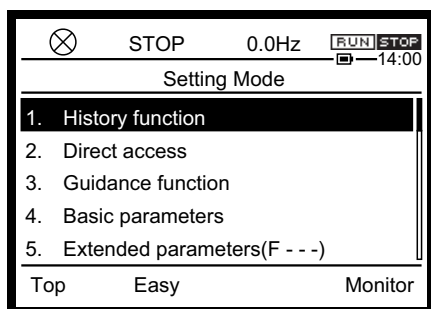 STOP 0.0Hz RUN STOP
14:00
Setting Mode
1. History function
2. Direct access
3. Guidance function
4. Basic parameters
5. Extended parameters(F - - -)
Top Easy Monitor